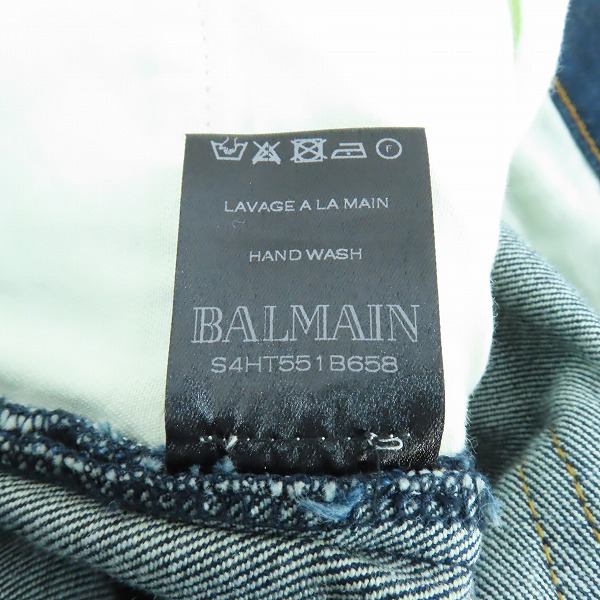 F
LAVAGE A LA MAIN
HAND WASH
BALMAIN
S4HT551B658